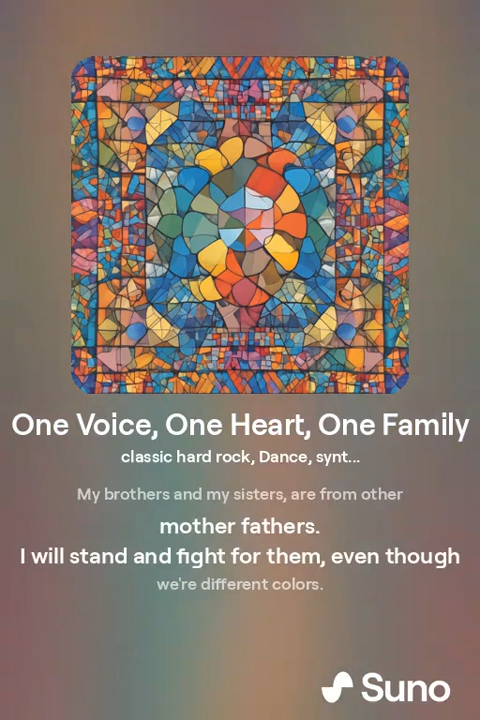 One Voice, One Heart, One Family
classic hard rock, Dance, synt...
My brothers and my sisters, are from other
mother fathers.
I will stand and fight for them, even though
we're different colors.
Suno